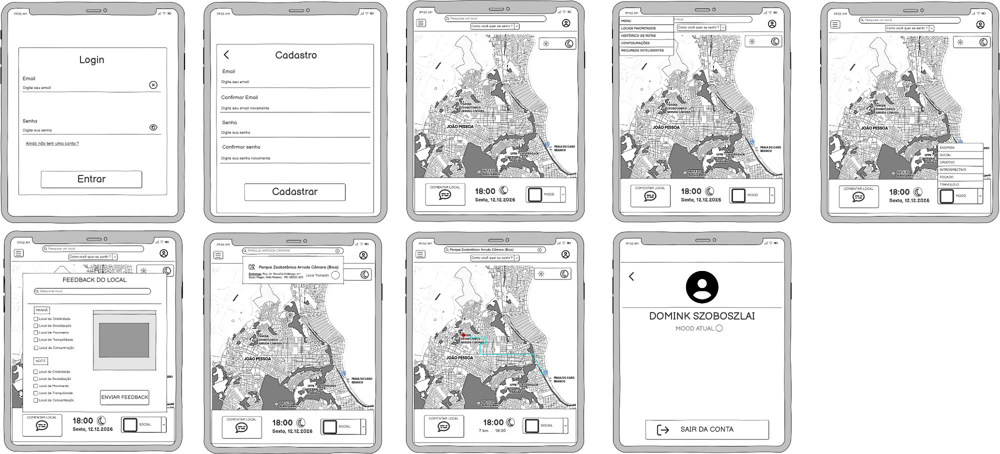 09:52 AM
Login
Email
Digite seu email
Senha
Digite sua senha
Ainda não tem uma conta ?
Entrar
09:52 AM
Cadastro
Email
Digite seu email
Confirmar Email
Digite seu email novamente
Senha
Digite sua senha
Confirmar senha
Digite sua senha novamente
Cadastrar
09:52 AM
Pesquise um local
Como você quer se sentir ?
PARQUE
ZOOBOTÂNICO
ARRUDA CÂMARA
JOÃO PESSOA
PRAIA DO CABO
BRANCO
UFPB - UNIVERSIDADE
FEDERAL DA
PARAÍBA
MATA DO
BURAQUINHO
COMENTAR LOCAL
18:00
Sexta, 12.12.2026
MOOD
09:52 AM
MENU
LOCAIS FAVORITADOS
HISTÓRICO DE ROTAS
CONFIGURAÇÕES
RECURSOS INTELIGENTES
n local
Como você quer se sentir ?
PARQUE
ZOOBOTÂNICO
ARRUDA CÂMARA
JOÃO PESSOA
PRAIA DO CABO
BRANCO
UFPB - UNIVERSIDADE
FEDERAL DA
PARAÍBA
MATA DO
BURAQUINHO
COMENTAR LOCAL
18:00
Sexta, 12.12.2026
MOOD
09:52 AM
Pesquise um local
Como você quer se sentir ?
PARQUE
ZOOBOTÂNICO
ARRUDA CÂMARA
JOÃO PESSOA
ABO
UFPB - UN
FEDERAL D
PA
MATA DO
BURAQUINHO
ENERGIA
SOCIAL
CRIATIVO
INTROSPECTIVO
FOCADO
TRANQUILO
COMENTAR LOCAL
18:00
Sexta, 12.12.2026
MOOD
09:52 AM
Pesquise um local
Como você quer se sentir ?
FEEDBACK DO LOCAL
Selecione local
MANHÃ
Local de Criatividade
Local de Socialização
Local de Movimento
Local de Tranquilidade
Local de Concentração
NOITE
Local de Criatividade
Local de Socialização
Local de Movimento
Local de Tranquilidade
Local de Concentração
ENVIAR FEEDBACK
ABO
COMENTAR LOCAL
18:00
Sexta, 12.12.2026
SOCIAL
09:52 AM
PARQUE ARRUDA CÂMARA
Parque Zoobotânico Arruda Câmara (Bica)
Endereço: Rua. Av. Gouvêia Nóbrega, s/n -
Baixo Roger, João Pessoa - PB, 58020-325
Local Tranquilo
PARQUE
ZOOBOTÂNICO
ARRUDA CÂMARA
JOÃO PESSOA
PRAIA DO CABO
BRANCO
UFPB - UNIVERSIDADE
FEDERAL DA
PARAÍBA
MATA DO
BURAQUINHO
COMENTAR LOCAL
18:00
Sexta, 12.12.2026
SOCIAL
09:52 AM
Parque Zoobotânico Arruda Câmara (Bica)
Como você quer se sentir ?
PARQUE
ZOOBOTÂNICO
ARRUDA CÂMARA
JOÃO PESSOA
PRAIA DO CABO
BRANCO
UFPB - UNIVERSIDADE
FEDERAL DA
PARAÍBA
MATA DO
BURAQUINHO
COMENTAR LOCAL
18:00
7 km . 18:30
SOCIAL
09:52 AM
DOMINK SZOBOSZLAI
MOOD ATUAL
SAIR DA CONTA